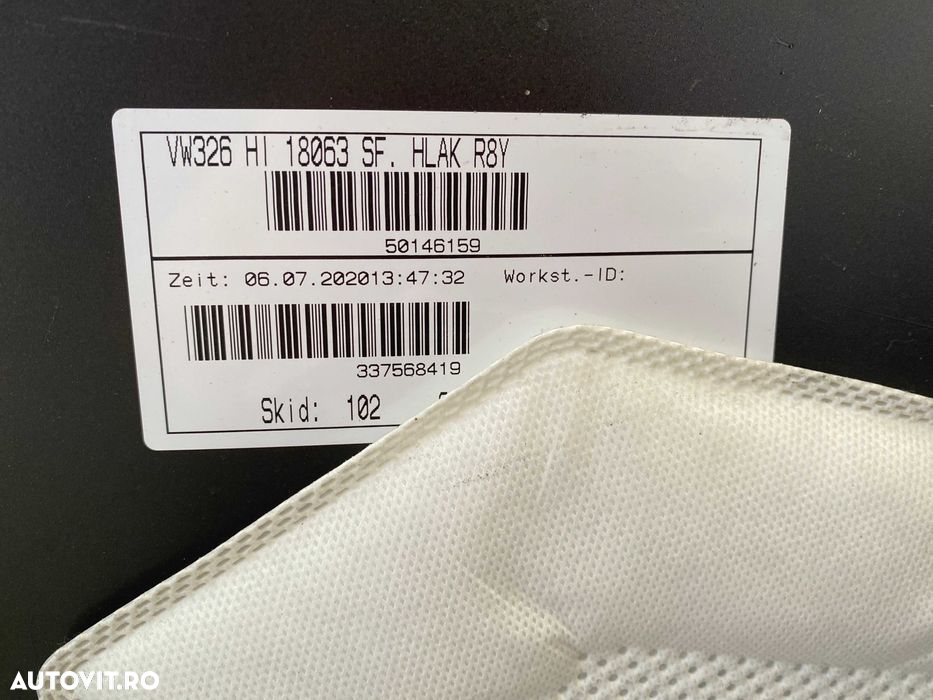 VW326 HI 18063 SF. HLAK R8Y
50146159
Zeit: 06.07.202013:47:32 Workst.-ID:
337568419
Skid: 102
AUTOVIT.RO